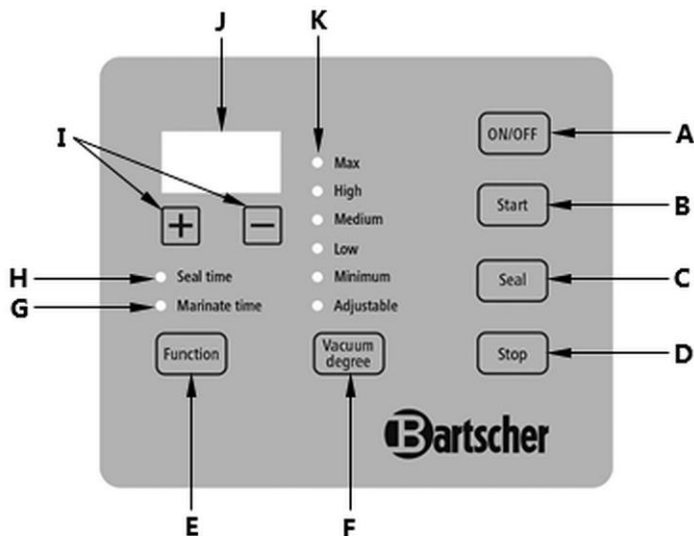 J
K
I
ON/OFF
A
Max
High
Start
B
Medium
Low
H
Seal time
Minimum
Seal
C
G
Marinate time
Adjustable
Function
Vacuum
degree
Stop
D
Bartscher
E
F